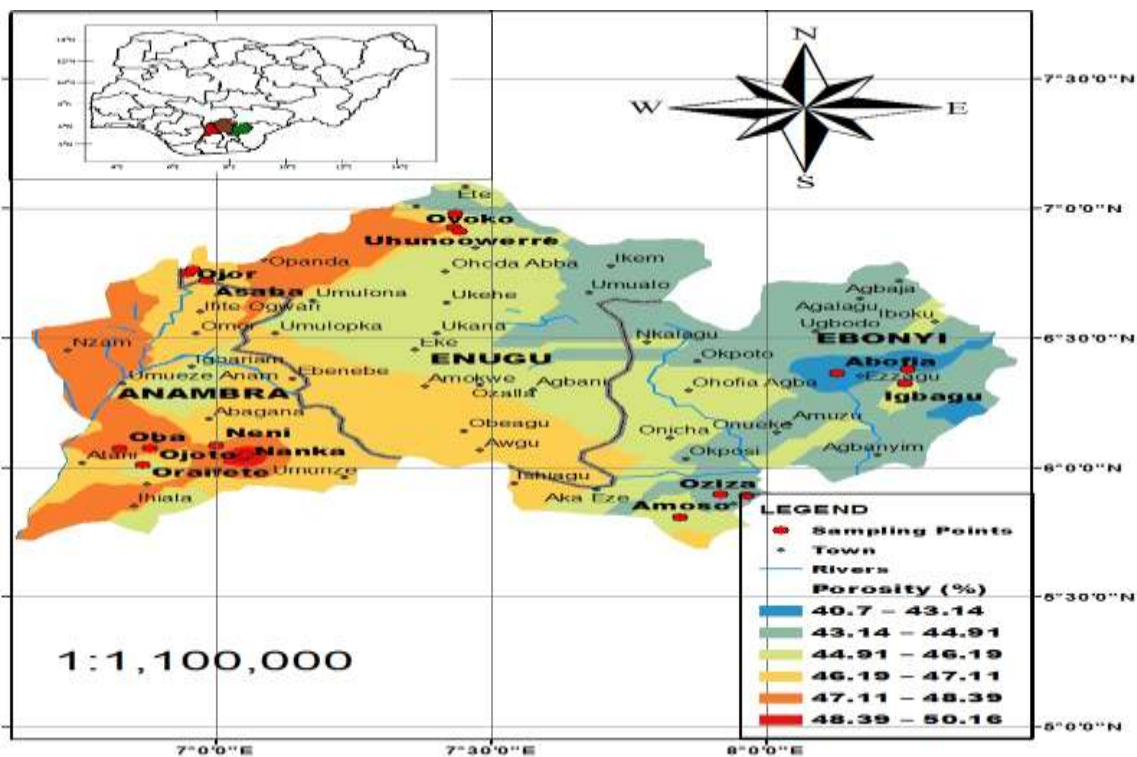 N
W E
S
7°30'0"N
7°0'0"N
6°30'0"N
6°0'0"N
5°30'0"N
5°0'0"N
Ete
Ovoko
Uhunoowerre
Opanda
Ohoda Abba
Ikem
Ojor
Asaba
Umulona
Ukehe
Umualo
Agbaja
Ifite Ogwari
Agalagu
Iboku
Omor
Umulopka
Ukana
Nkalagu
Ugbodo
EBONYI
Nzam
Eke
ENUGU
Okpoto
Abofia
Igbariam
Ebenebe
Ezzagu
Umueze Anam
Amokwe
Agbani
Ohofia Agba
Igbagu
ANAMBRA
Ozalla
Abagana
Obeagu
Onicha
Onueke
Amuzu
Oba
Neni
Awgu
Agbanyim
Atani
Ojoto
Nanka
Okposi
Oraifete
Umunze
Ishiagu
Oziza
Ihiala
Aka Eze
Amoso
LEGEND
Sampling Points
Town
Rivers
Porosity (%)
40.7 – 43.14
43.14 – 44.91
44.91 – 46.19
46.19 – 47.11
47.11 – 48.39
48.39 – 50.16
1:1,100,000
7°0'0"E
7°30'0"E
8°0'0"E